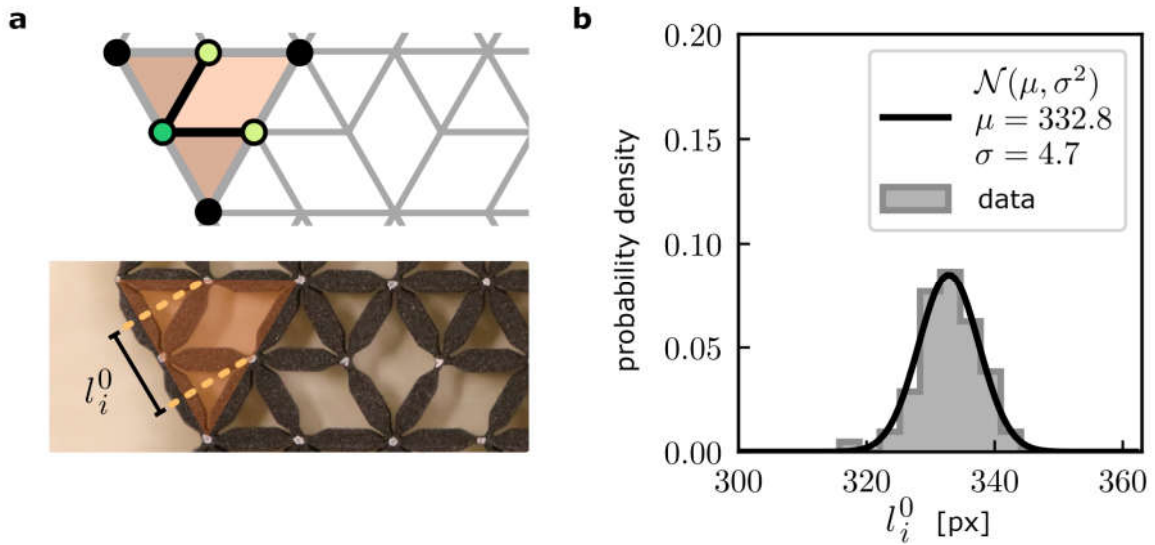 a
l_i^0
b
probability density
0.20
0.15
0.10
0.05
0.00
𝒩(μ, σ²)
μ = 332.8
σ = 4.7
data
300
320
340
360
l_i^0 [px]